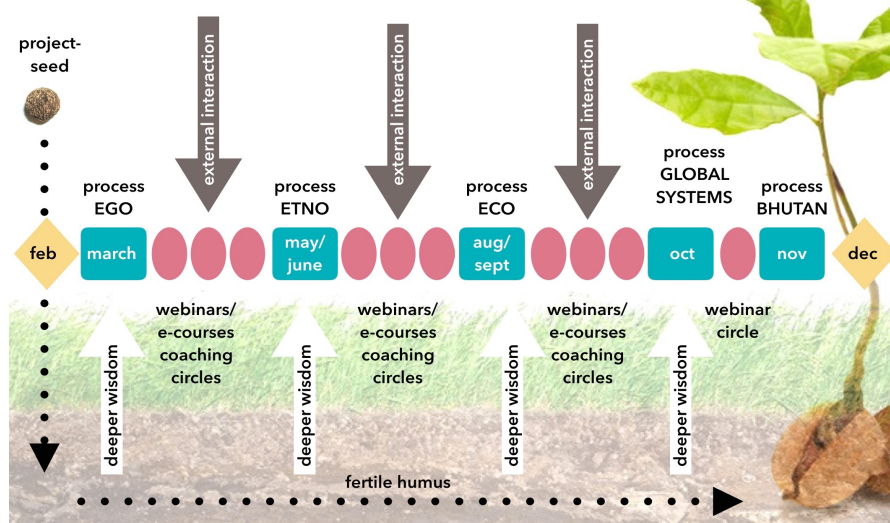 project-
seed
external interaction
external interaction
external interaction
process
EGO
process
ETNO
process
ECO
process
GLOBAL
SYSTEMS
process
BHUTAN
feb
march
may/
june
aug/
sept
oct
nov
dec
webinars/
e-courses
coaching
circles
webinars/
e-courses
coaching
circles
webinars/
e-courses
coaching
circles
webinar
circle
deeper wisdom
deeper wisdom
deeper wisdom
deeper wisdom
fertile humus